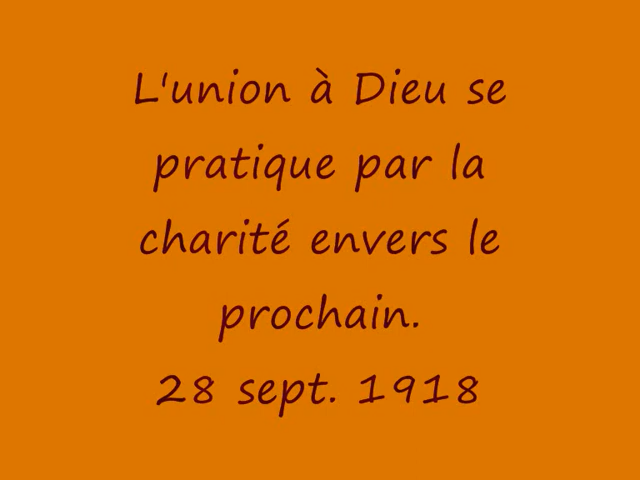 L'union à Dieu se
pratique par la
charité envers le
prochain.
28 sept. 1918